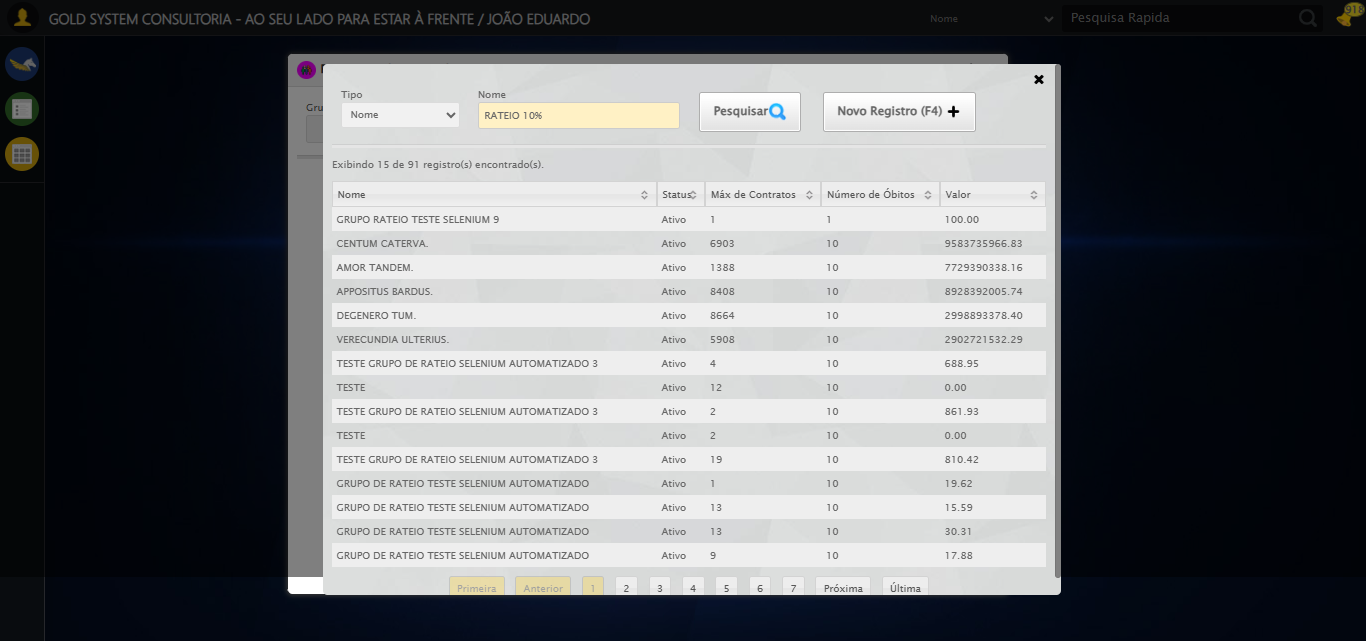 GOLD SYSTEM CONSULTORIA - AO SEU LADO PARA ESTAR À FRENTE / JOÃO EDUARDO
Nome
Pesquisa Rapida
918
Gru
Tipo
Nome
Nome
RATEIO 10%
Pesquisar
Novo Registro (F4)
Exibindo 15 de 91 registro(s) encontrado(s).
Nome Status Máx de Contratos Número de Óbitos Valor
GRUPO RATEIO TESTE SELENIUM 9 Ativo 1 1 100.00
CENTUM CATERVA. Ativo 6903 10 9583735966.83
AMOR TANDEM. Ativo 1388 10 7729390338.16
APPOSITUS BARDUS. Ativo 8408 10 8928392005.74
DEGENERO TUM. Ativo 8664 10 2998893378.40
VERECUNDIA ULTERIUS. Ativo 5908 10 2902721532.29
TESTE GRUPO DE RATEIO SELENIUM AUTOMATIZADO 3 Ativo 4 10 688.95
TESTE Ativo 12 10 0.00
TESTE GRUPO DE RATEIO SELENIUM AUTOMATIZADO 3 Ativo 2 10 861.93
TESTE Ativo 2 10 0.00
TESTE GRUPO DE RATEIO SELENIUM AUTOMATIZADO 3 Ativo 19 10 810.42
GRUPO DE RATEIO TESTE SELENIUM AUTOMATIZADO Ativo 1 10 19.62
GRUPO DE RATEIO TESTE SELENIUM AUTOMATIZADO Ativo 13 10 15.59
GRUPO DE RATEIO TESTE SELENIUM AUTOMATIZADO Ativo 13 10 30.31
GRUPO DE RATEIO TESTE SELENIUM AUTOMATIZADO Ativo 9 10 17.88
Primeira Anterior 1 2 3 4 5 6 7 Próxima Última